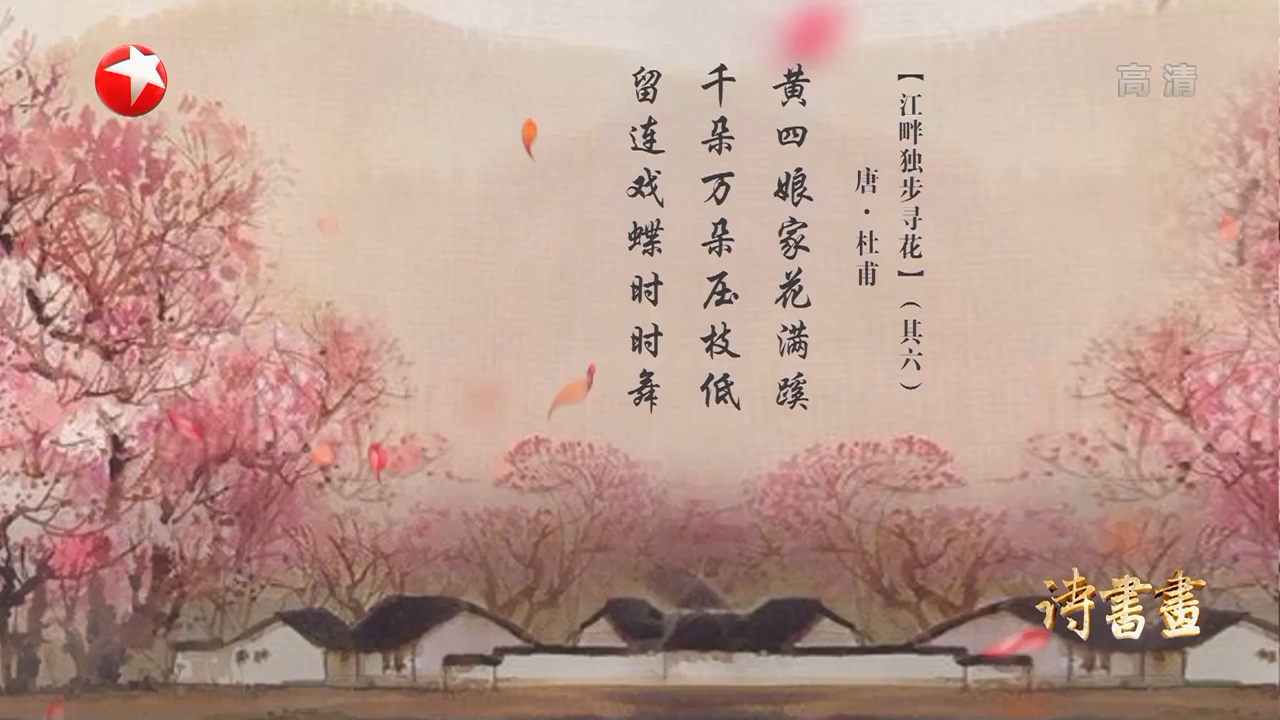 【江畔独步寻花】（其六）
唐·杜甫
黄四娘家花满蹊
千朵万朵压枝低
留连戏蝶时时舞
高清
诗書畫